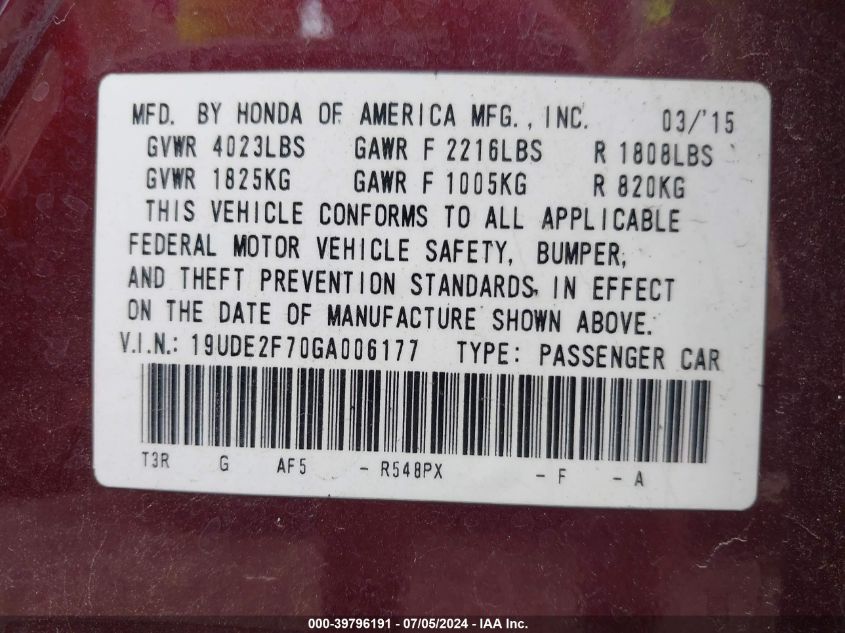 MFD. BY HONDA OF AMERICA MFG., INC. 03/'15
GVWR 4023LBS GAWR F 2216LBS R 1808LBS
GVWR 1825KG GAWR F 1005KG R 820KG
THIS VEHICLE CONFORMS TO ALL APPLICABLE
FEDERAL MOTOR VEHICLE SAFETY, BUMPER,
AND THEFT PREVENTION STANDARDS, IN EFFECT
ON THE DATE OF MANUFACTURE SHOWN ABOVE.
V.I.N.: 19UDE2F70GA006177 TYPE: PASSENGER CAR
T3R G AF5 - R548PX - F - A
000-39796191 - 07/05/2024 - IAA Inc.